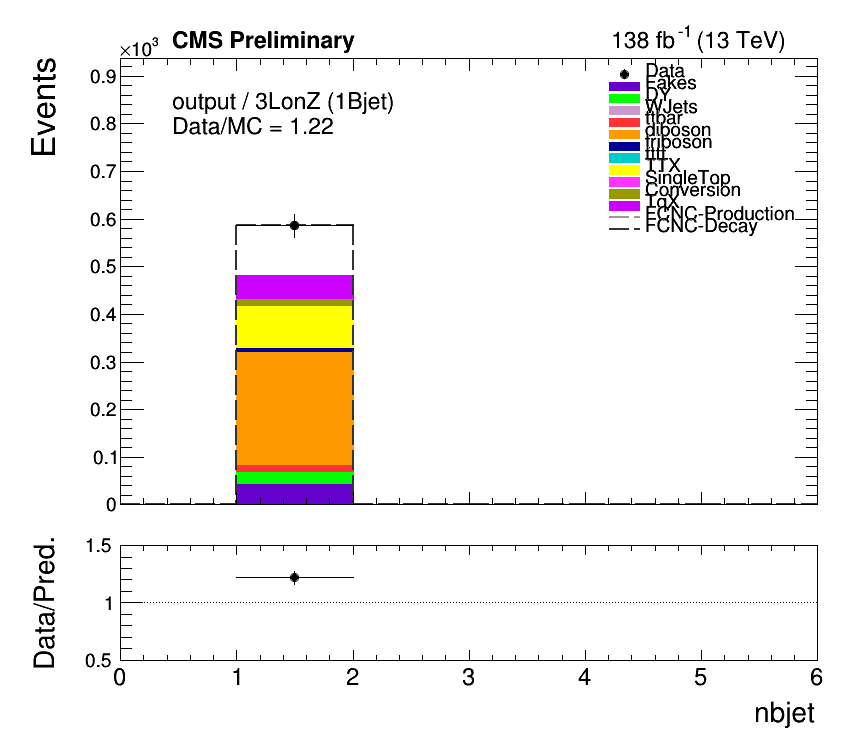 ×10³ CMS Preliminary 138 fb⁻¹ (13 TeV)
Events
output / 3LonZ (1Bjet)
Data/MC = 1.22
Data
Fakes
DY
WJets
ttbar
diboson
triboson
tttt
TTX
SingleTop
Conversion
TqX
FCNC-Production
FCNC-Decay
0.9
0.8
0.7
0.6
0.5
0.4
0.3
0.2
0.1
0
Data/Pred.
1.5
1
0.5
0 1 2 3 4 5 6
nbjet